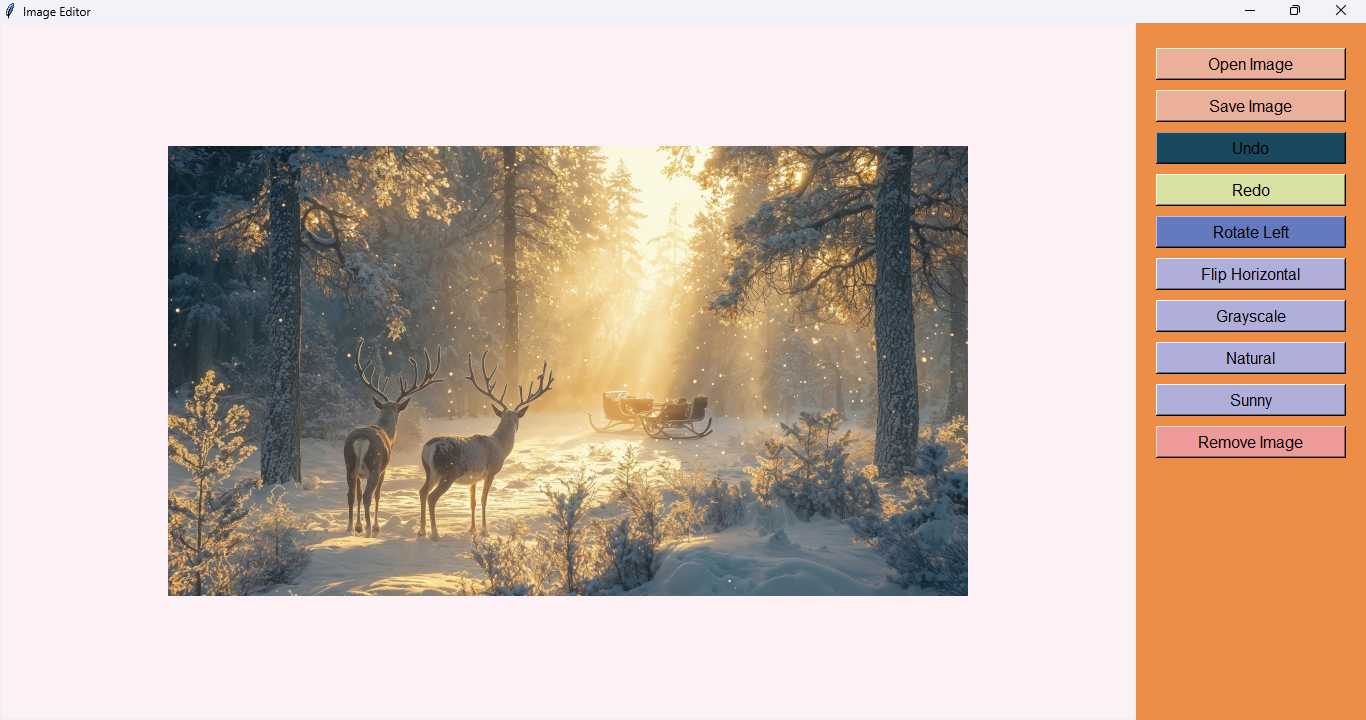 Image Editor
Open Image
Save Image
Undo
Redo
Rotate Left
Flip Horizontal
Grayscale
Natural
Sunny
Remove Image